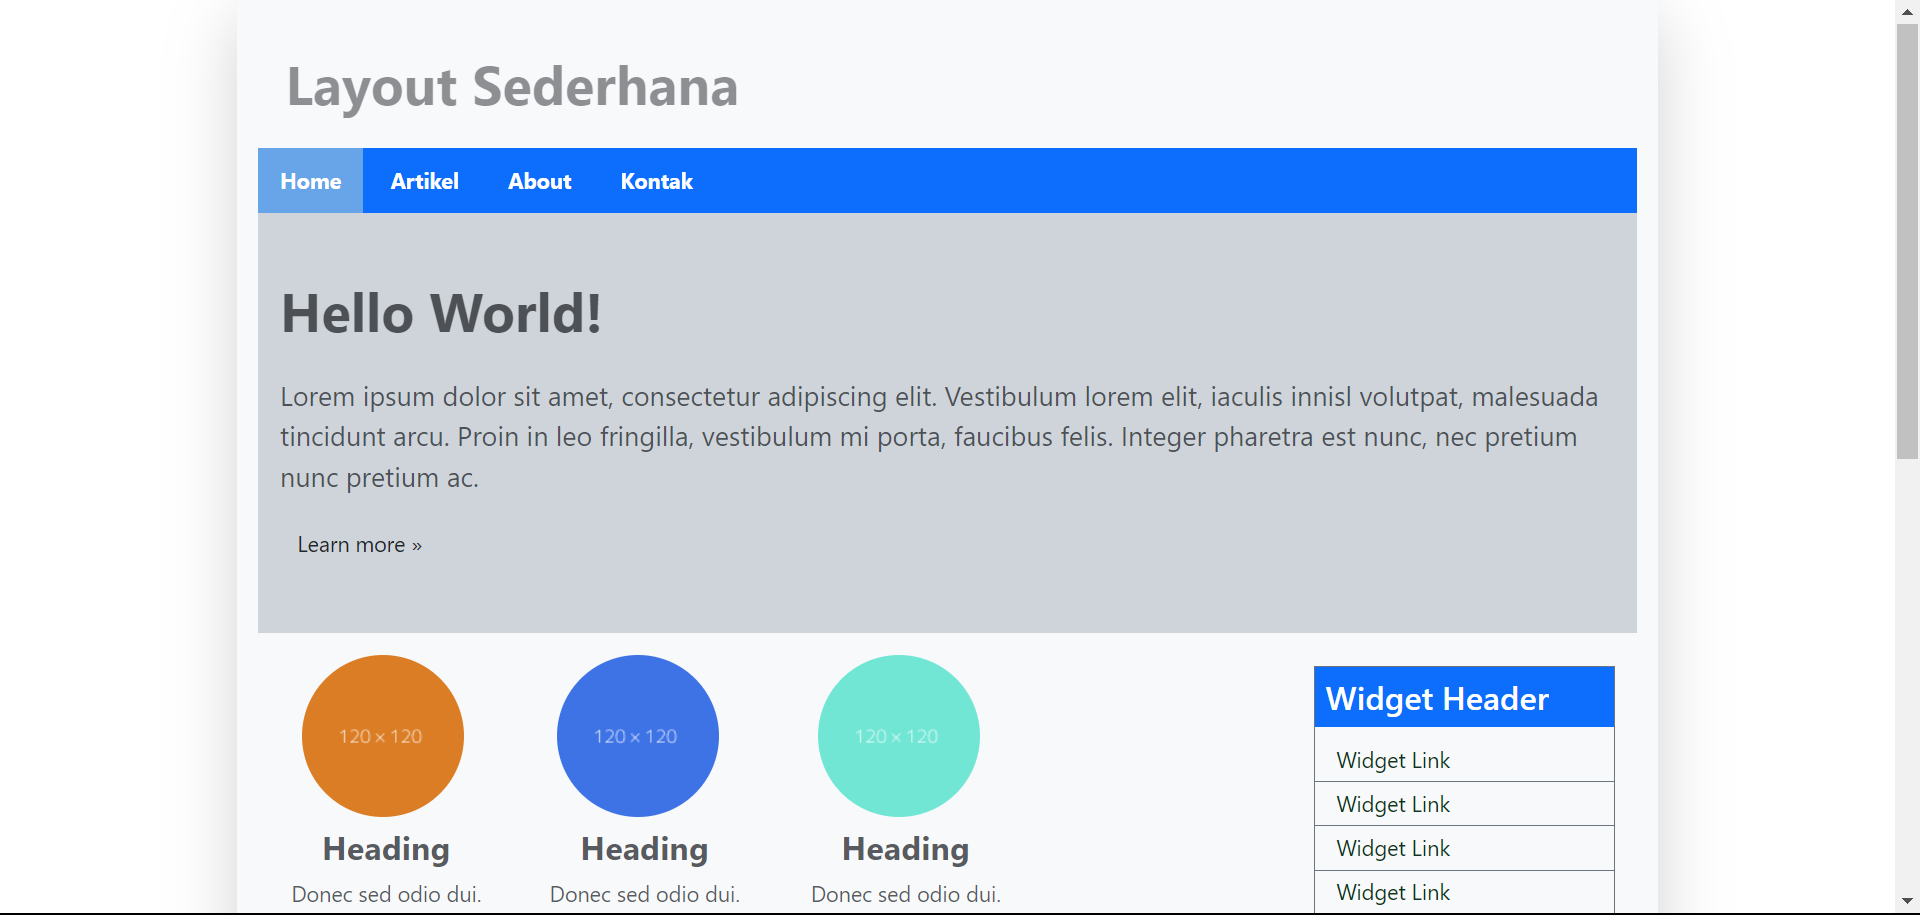 Layout Sederhana
Home Artikel About Kontak
Hello World!
Lorem ipsum dolor sit amet, consectetur adipiscing elit. Vestibulum lorem elit, iaculis innisl volutpat, malesuada
tincidunt arcu. Proin in leo fringilla, vestibulum mi porta, faucibus felis. Integer pharetra est nunc, nec pretium
nunc pretium ac.
Learn more »
120 × 120
Heading
Donec sed odio dui.
120 × 120
Heading
Donec sed odio dui.
120 × 120
Heading
Donec sed odio dui.
Widget Header
Widget Link
Widget Link
Widget Link
Widget Link